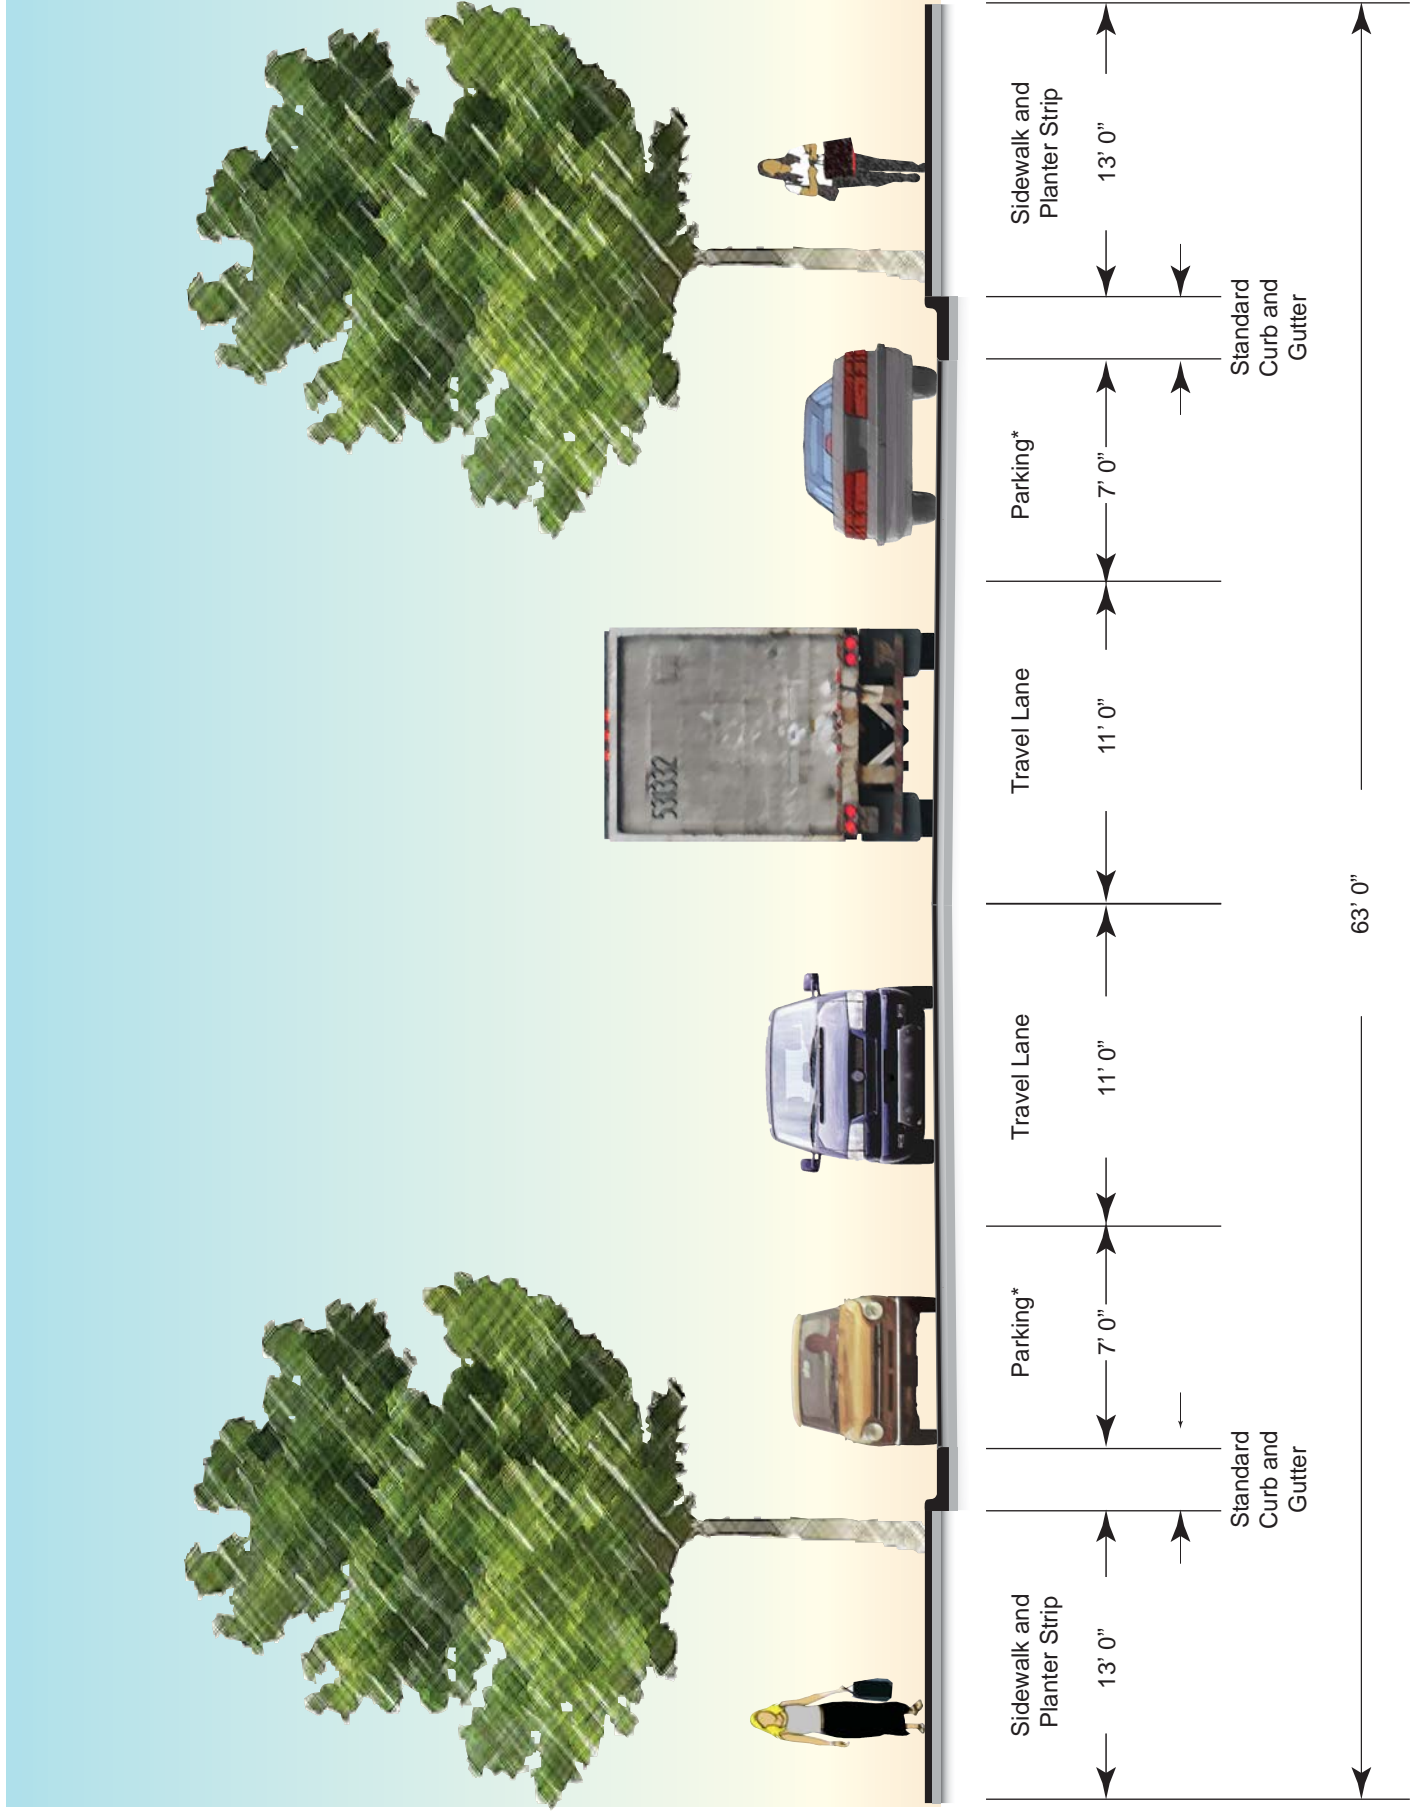 530332
Sidewalk and
Planter Strip
13’ 0”
Standard
Curb and
Gutter
Parking*
7’ 0”
Travel Lane
11’ 0”
Travel Lane
11’ 0”
Parking*
7’ 0”
Standard
Curb and
Gutter
Sidewalk and
Planter Strip
13’ 0”
63’ 0”